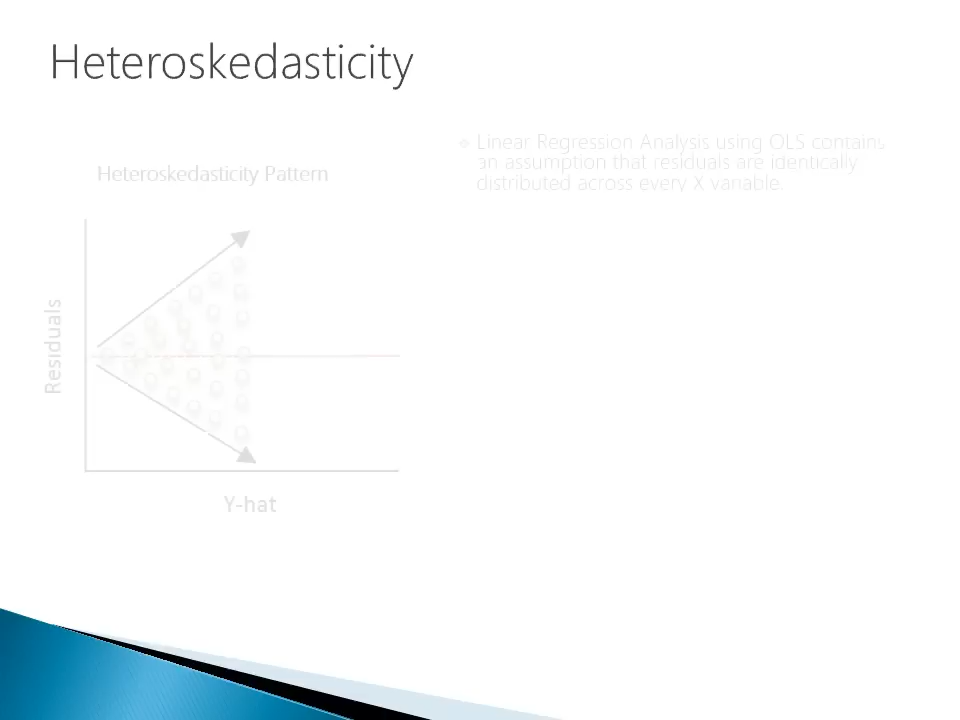 Heteroskedasticity
Heteroskedasticity Pattern
Residuals
Y-hat
Linear Regression Analysis using OLS contains
an assumption that residuals are identically
distributed across every X variable.